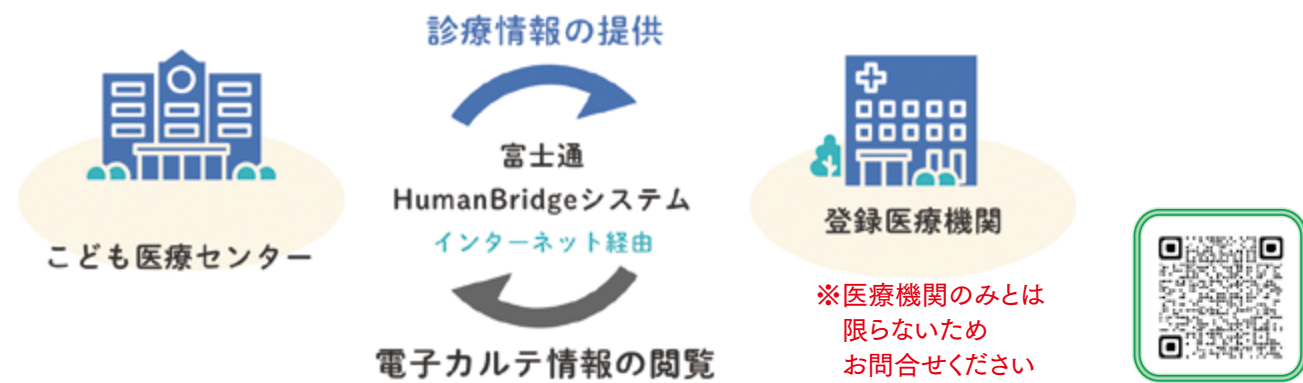 診療情報の提供
こども医療センター
富士通
HumanBridgeシステム
インターネット経由
電子カルテ情報の閲覧
登録医療機関
※医療機関のみとは
限らないため
お問合せください